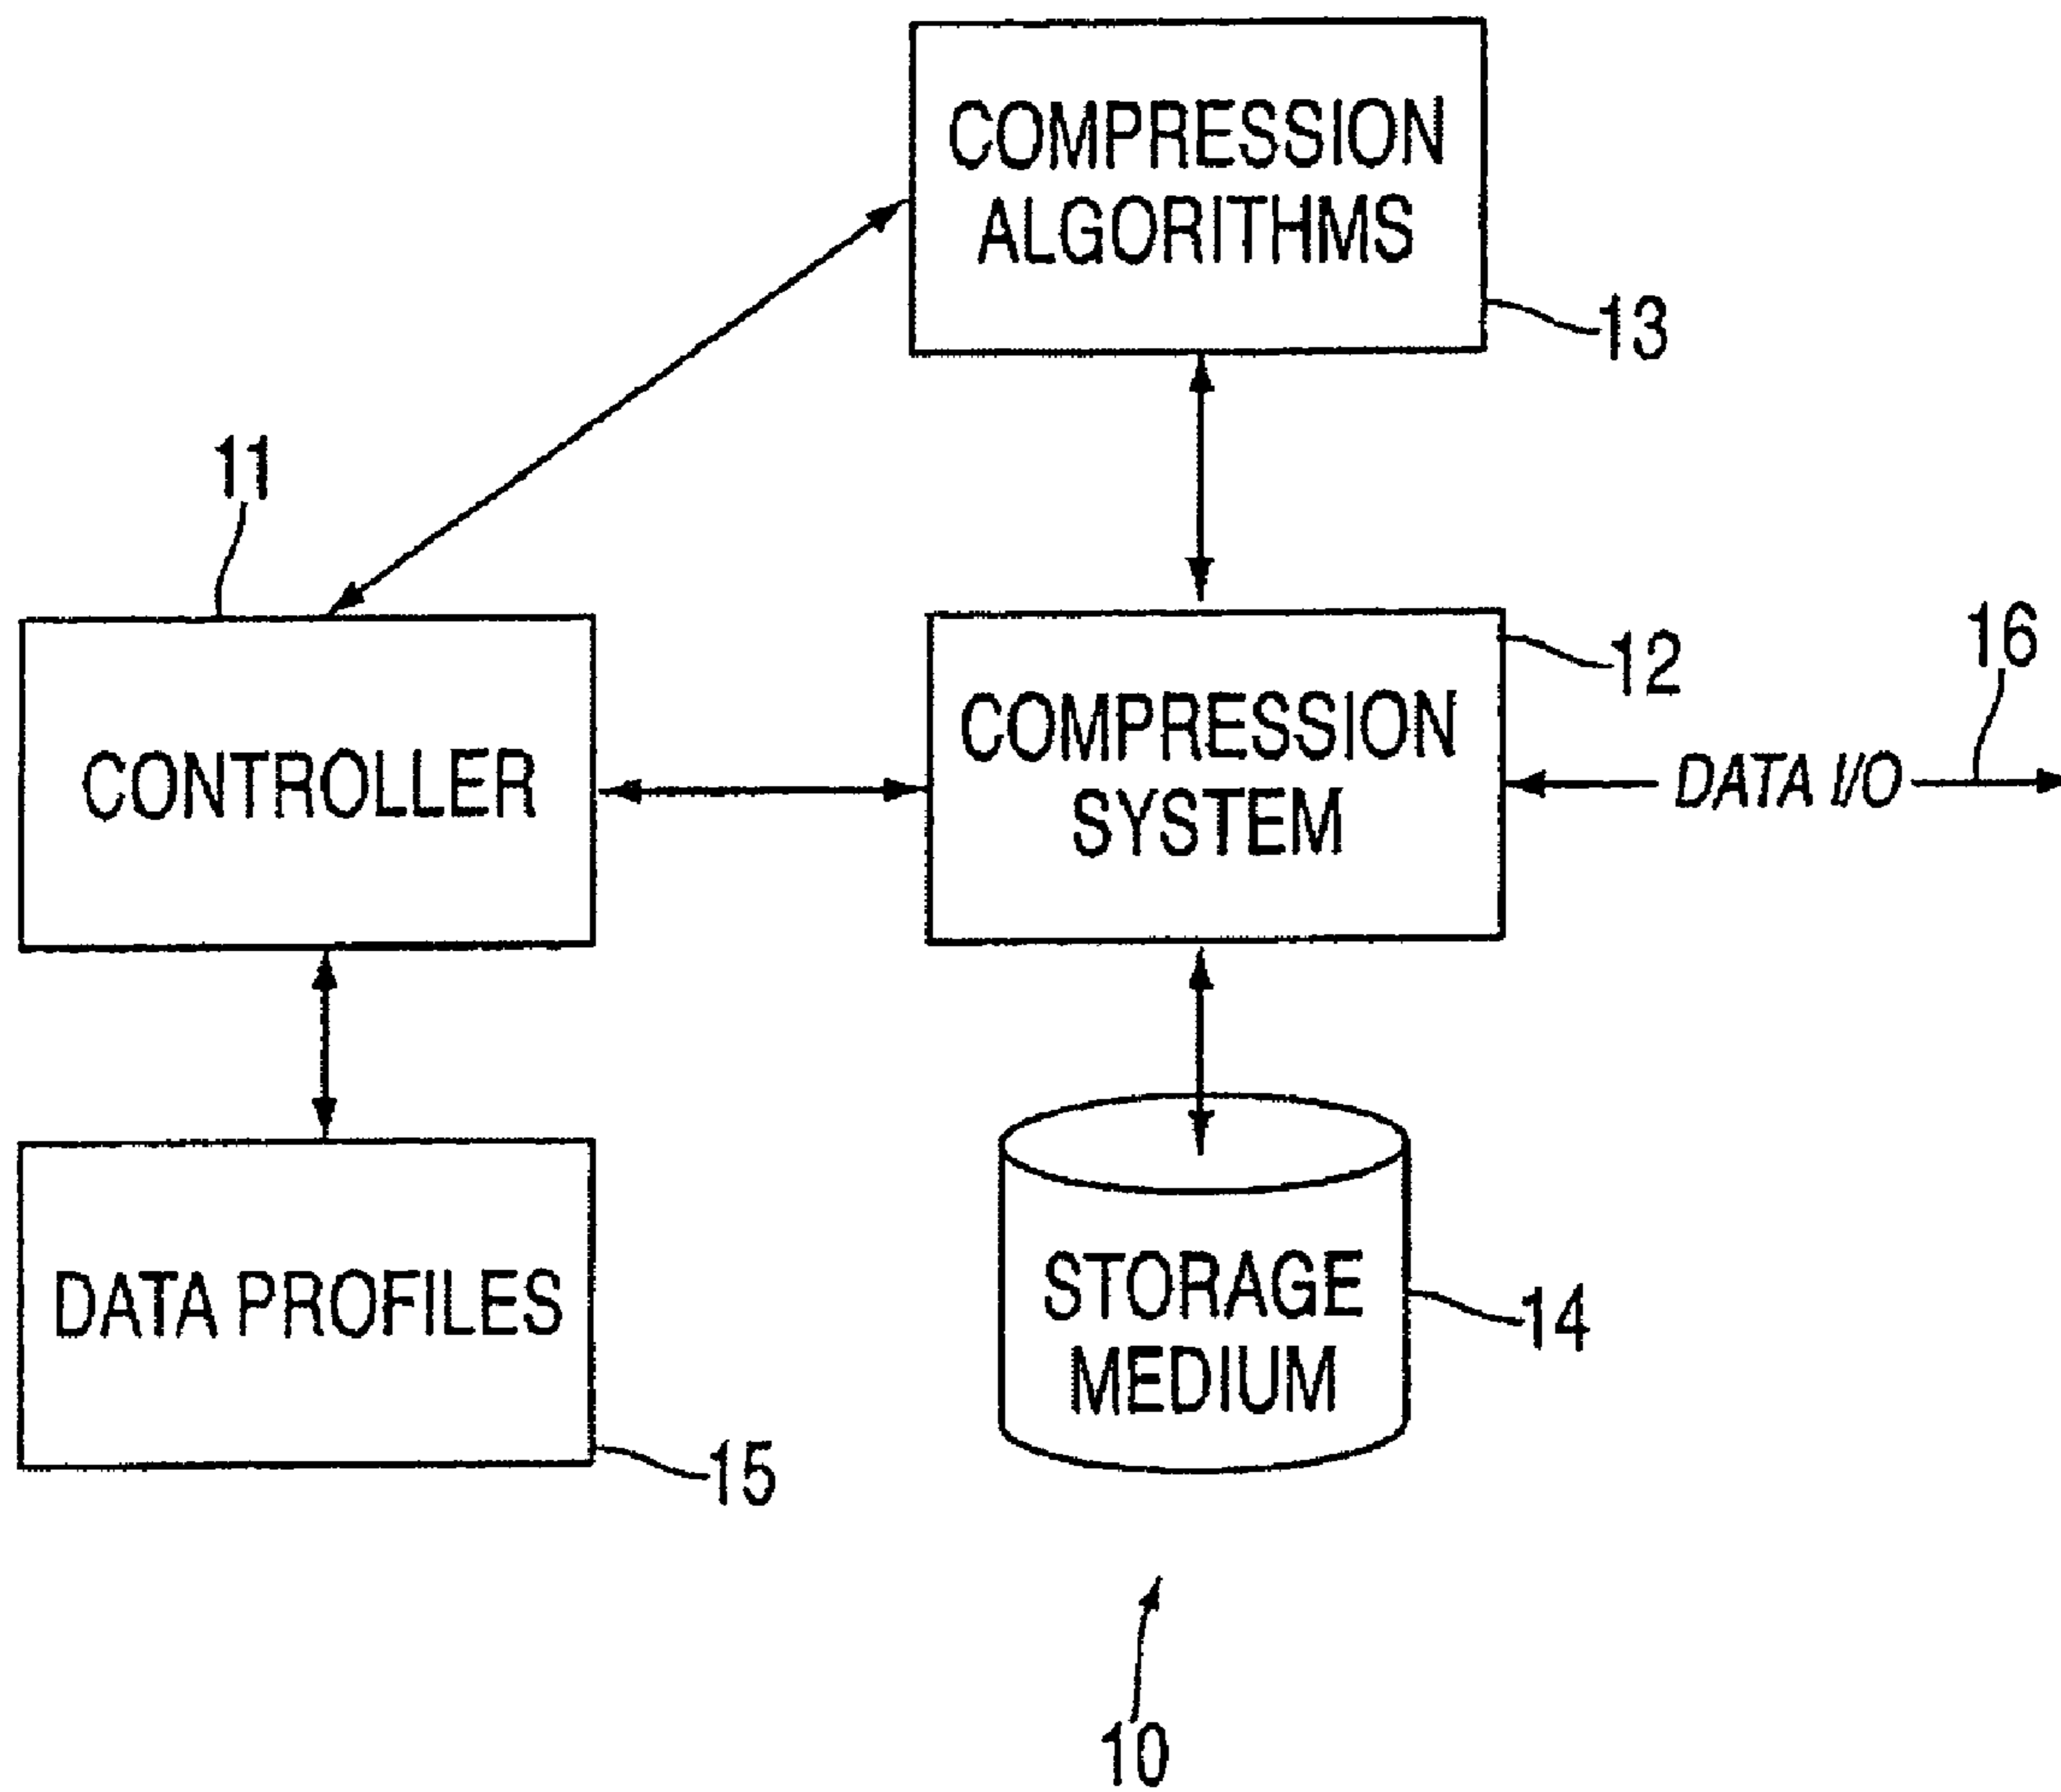 COMPRESSION
ALGORITHMS
13
11
CONTROLLER
COMPRESSION
SYSTEM
12
DATA I/O
16
DATA PROFILES
15
STORAGE
MEDIUM
14
10